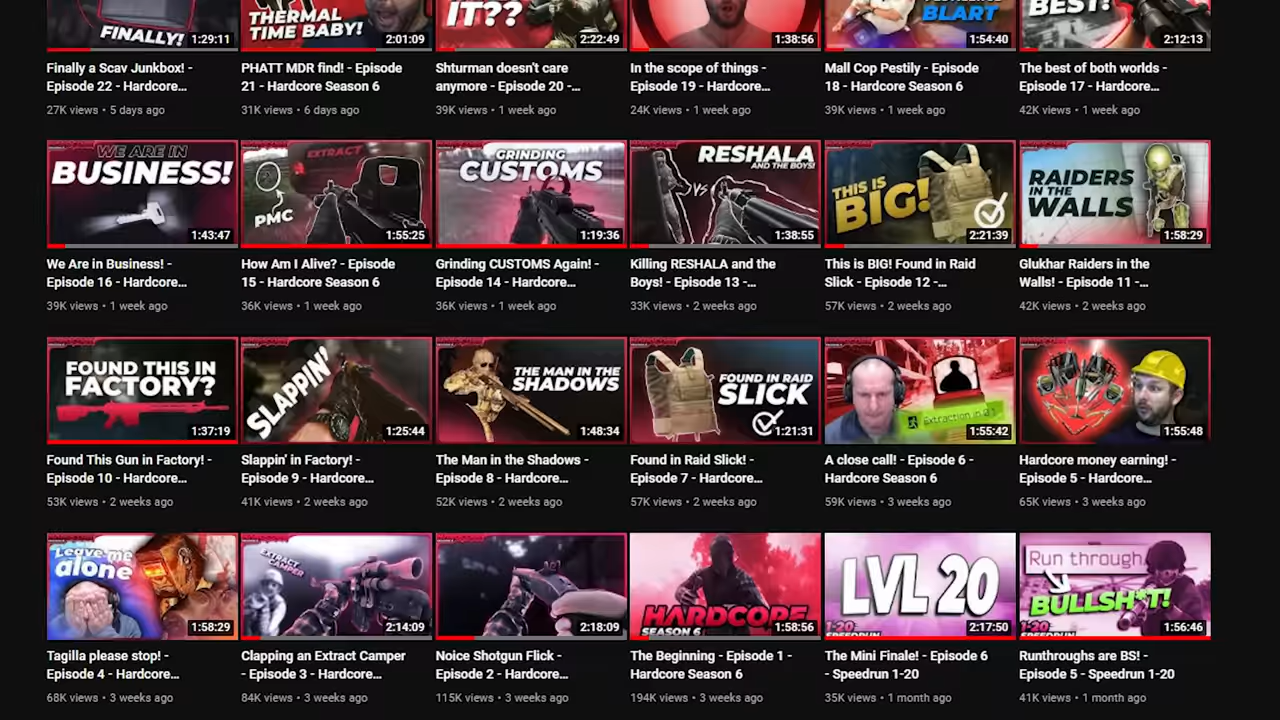 FINALLY! 1:29:11
THERMAL
TIME BABY! 2:01:09
IT?? 2:22:49
1:38:56
BLART 1:54:40
BEST! 2:12:13
Finally a Scav Junkbox! -
Episode 22 - Hardcore...
27K views • 5 days ago
PHATT MDR find! - Episode
21 - Hardcore Season 6
31K views • 6 days ago
Shturman doesn't care
anymore - Episode 20 -...
39K views • 1 week ago
In the scope of things -
Episode 19 - Hardcore...
24K views • 1 week ago
Mall Cop Pestily - Episode
18 - Hardcore Season 6
39K views • 1 week ago
The best of both worlds -
Episode 17 - Hardcore...
42K views • 1 week ago
WE ARE IN
BUSINESS!
1:43:47
EXTRACT
PMC
1:55:25
GRINDING
CUSTOMS
1:19:36
RESHALA
AND THE BOYS!
VS
1:38:55
THIS IS
BIG!
2:21:39
RAIDERS
IN THE
WALLS
1:58:29
We Are in Business! -
Episode 16 - Hardcore...
39K views • 1 week ago
How Am I Alive? - Episode
15 - Hardcore Season 6
36K views • 1 week ago
Grinding CUSTOMS Again! -
Episode 14 - Hardcore...
36K views • 1 week ago
Killing RESHALA and the
Boys! - Episode 13 -...
33K views • 2 weeks ago
This is BIG! Found in Raid
Slick - Episode 12 -...
57K views • 2 weeks ago
Glukhar Raiders in the
Walls! - Episode 11 -...
42K views • 2 weeks ago
FOUND THIS IN
FACTORY?
1:37:19
SLAPPIN'
1:25:44
THE MAN IN THE
SHADOWS
1:48:34
FOUND IN RAID
SLICK
1:21:31
Extraction in 21
1:55:42
1:55:48
Found This Gun in Factory! -
Episode 10 - Hardcore...
53K views • 2 weeks ago
Slappin' in Factory! -
Episode 9 - Hardcore...
41K views • 2 weeks ago
The Man in the Shadows -
Episode 8 - Hardcore...
52K views • 2 weeks ago
Found in Raid Slick! -
Episode 7 - Hardcore...
57K views • 2 weeks ago
A close call! - Episode 6 -
Hardcore Season 6
59K views • 3 weeks ago
Hardcore money earning! -
Episode 5 - Hardcore...
65K views • 3 weeks ago
Leave me
alone
1:58:29
EXTRACT
CAMPER
2:14:09
2:18:09
HARDCORE
SEASON 6
1:58:56
LVL 20
1-20
SPEEDRUN
2:17:50
Run through
BULLSH*T!
1-20
SPEEDRUN
1:56:46
Tagilla please stop! -
Episode 4 - Hardcore...
68K views • 3 weeks ago
Clapping an Extract Camper
- Episode 3 - Hardcore...
84K views • 3 weeks ago
Noice Shotgun Flick -
Episode 2 - Hardcore...
115K views • 3 weeks ago
The Beginning - Episode 1 -
Hardcore Season 6
194K views • 3 weeks ago
The Mini Finale! - Episode 6
- Speedrun 1-20
35K views • 1 month ago
Runthroughs are BS! -
Episode 5 - Speedrun 1-20
41K views • 1 month ago